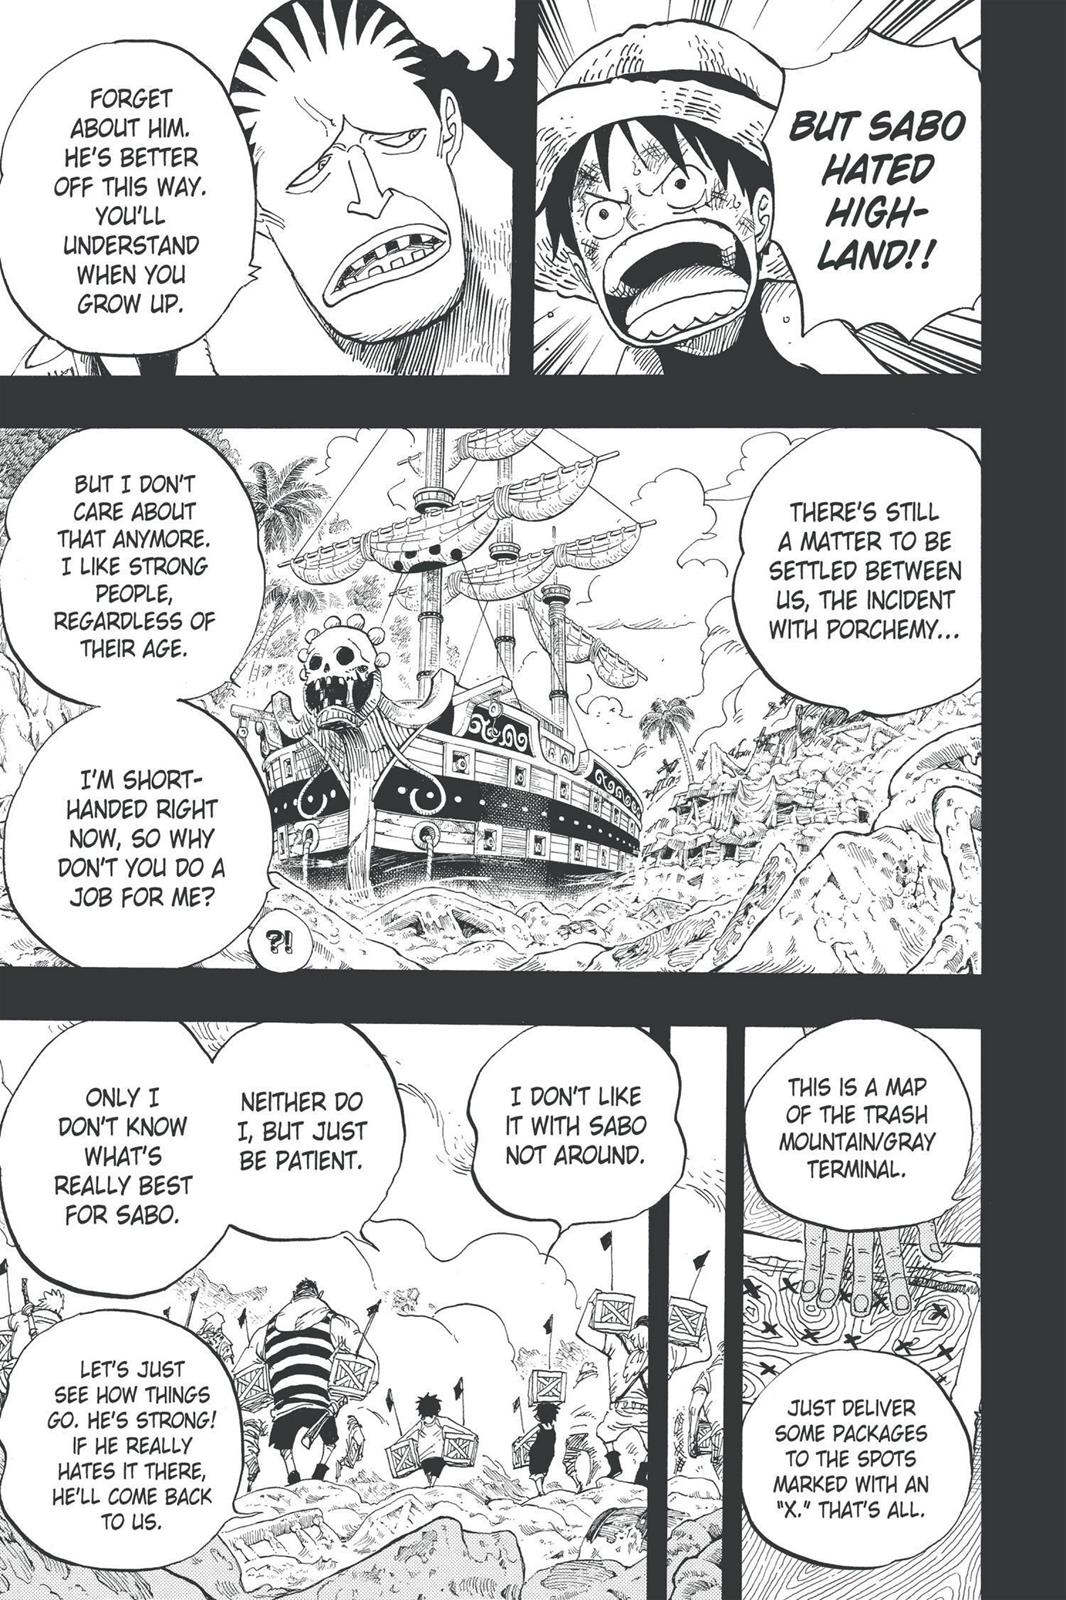 BUT SABO
HATED
HIGH-
LAND!!
FORGET
ABOUT HIM.
HE'S BETTER
OFF THIS WAY.
YOU'LL
UNDERSTAND
WHEN YOU
GROW UP.
THERE'S STILL
A MATTER TO BE
SETTLED BETWEEN
US, THE INCIDENT
WITH PORCHEMY...
BUT I DON'T
CARE ABOUT
THAT ANYMORE.
I LIKE STRONG
PEOPLE,
REGARDLESS OF
THEIR AGE.
I'M SHORT-
HANDED RIGHT
NOW, SO WHY
DON'T YOU DO A
JOB FOR ME?
?!
THIS IS A MAP
OF THE TRASH
MOUNTAIN/GRAY
TERMINAL.
JUST DELIVER
SOME PACKAGES
TO THE SPOTS
MARKED WITH AN
"X." THAT'S ALL.
I DON'T LIKE
IT WITH SABO
NOT AROUND.
NEITHER DO
I, BUT JUST
BE PATIENT.
ONLY I
DON'T KNOW
WHAT'S
REALLY BEST
FOR SABO.
LET'S JUST
SEE HOW THINGS
GO. HE'S STRONG!
IF HE REALLY
HATES IT THERE,
HE'LL COME BACK
TO US.